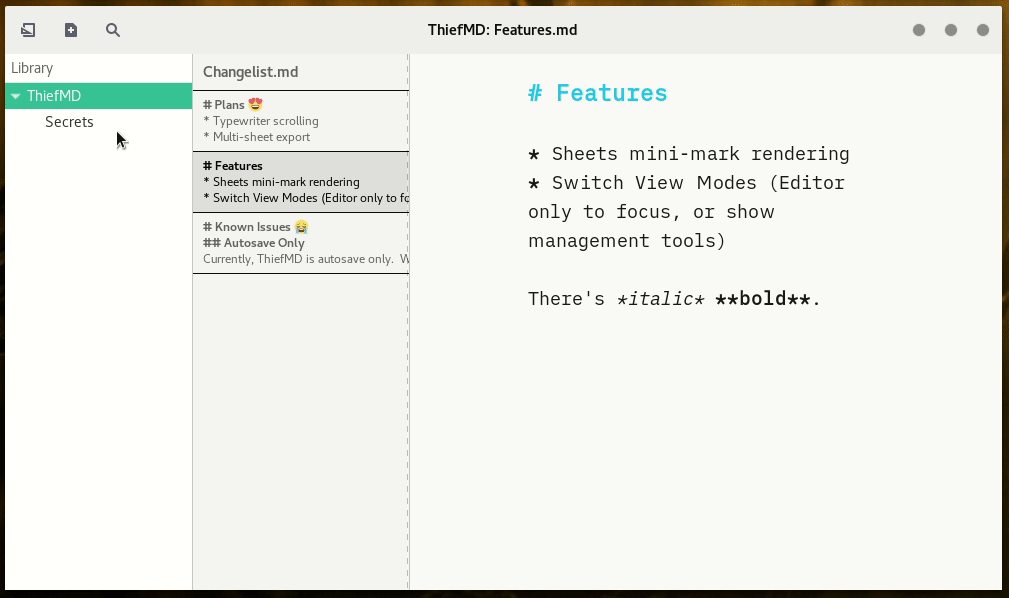 ThiefMD: Features.md
Library
ThiefMD
Secrets
Changelist.md
# Plans 😍
* Typewriter scrolling
* Multi-sheet export
# Features
* Sheets mini-mark rendering
* Switch View Modes (Editor only to fo
# Known Issues 😭
## Autosave Only
Currently, ThiefMD is autosave only. W
# Features
* Sheets mini-mark rendering
* Switch View Modes (Editor
only to focus, or show
management tools)
There's *italic* **bold**.